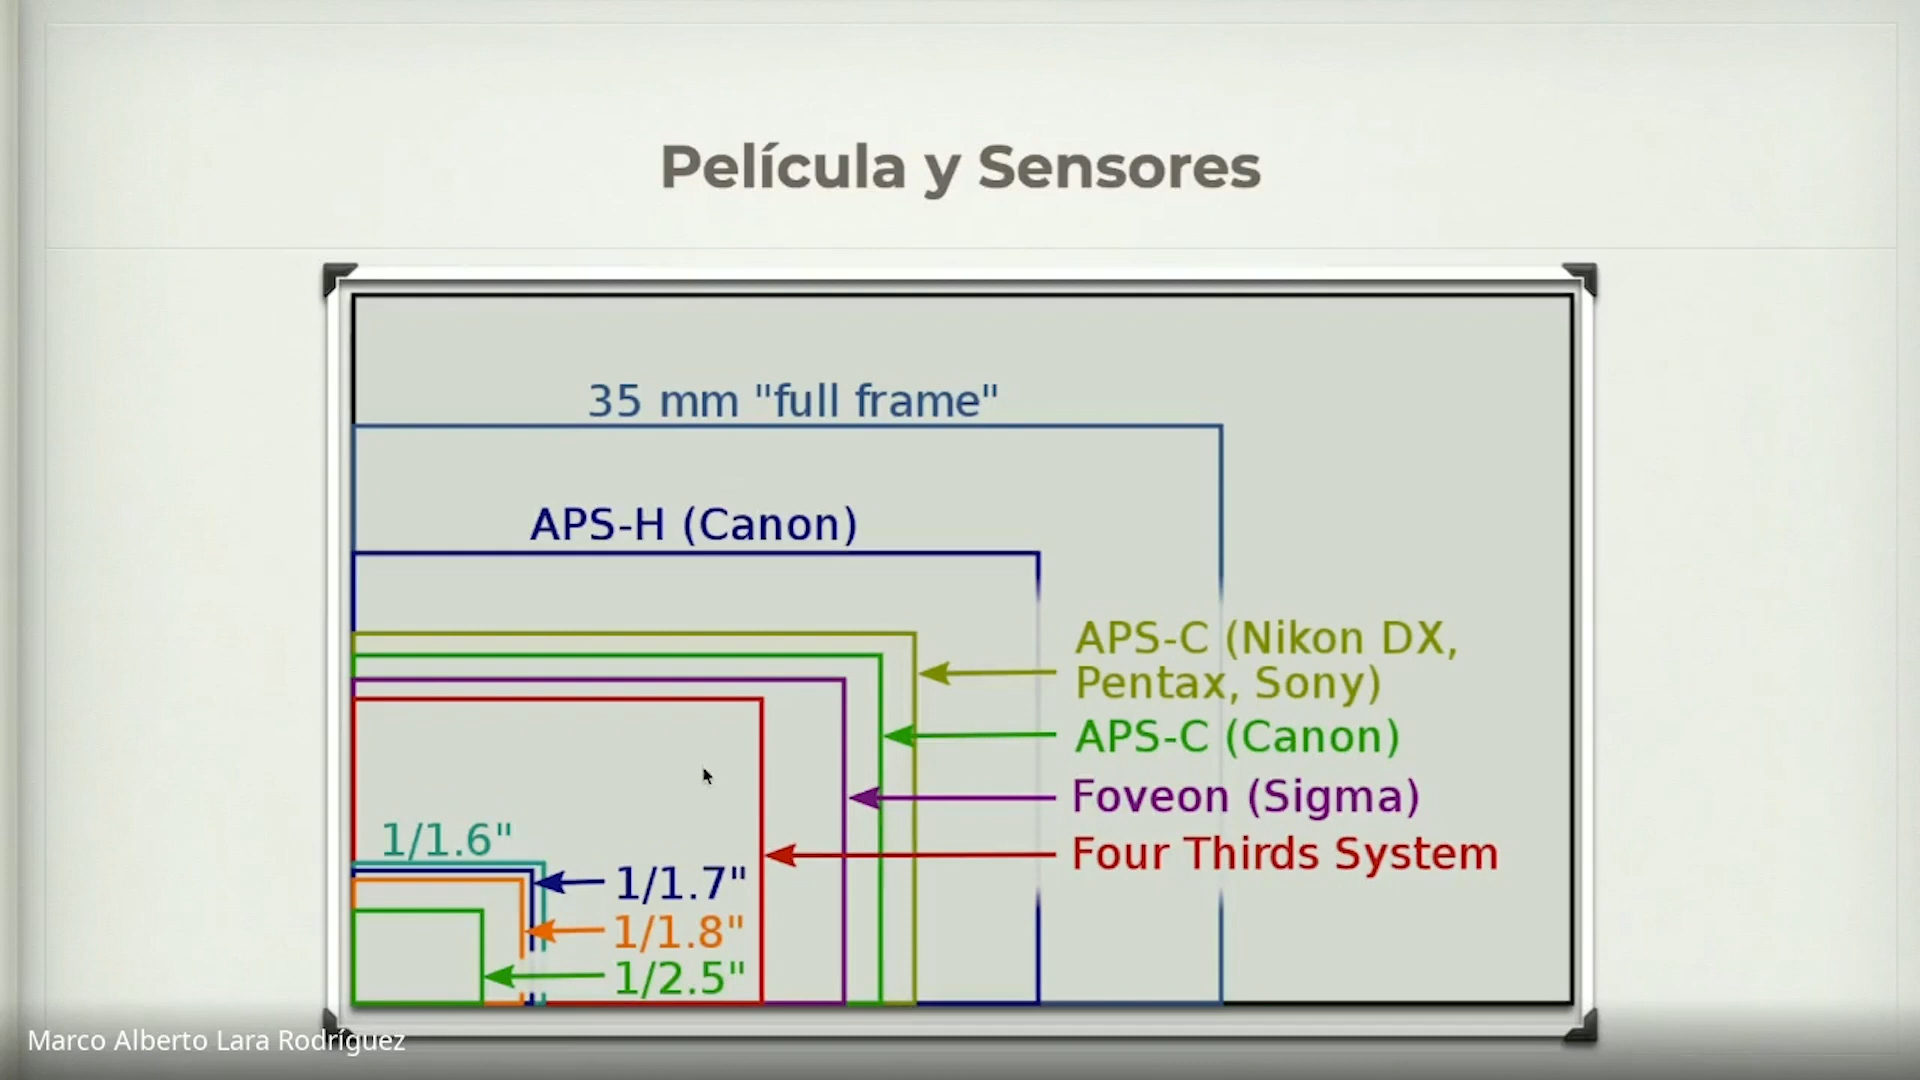 Película y Sensores
35 mm "full frame"
APS-H (Canon)
APS-C (Nikon DX,
Pentax, Sony)
APS-C (Canon)
Foveon (Sigma)
Four Thirds System
1/1.6"
1/1.7"
1/1.8"
1/2.5"
Marco Alberto Lara Rodríguez